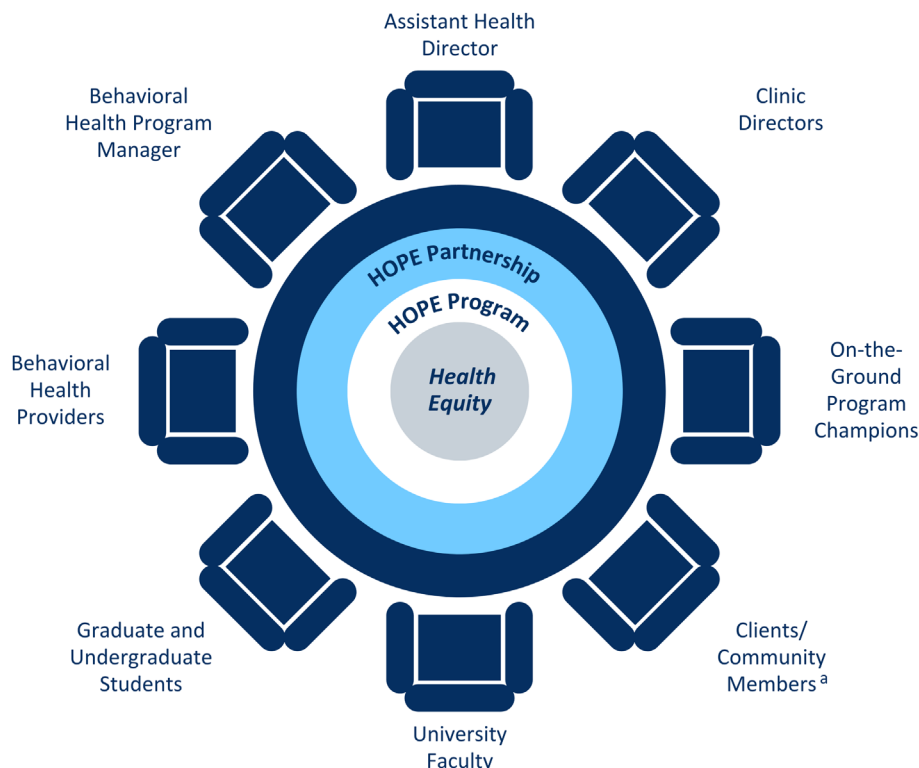 Assistant Health
Director
Behavioral
Health Program
Manager
Clinic
Directors
HOPE Partnership
HOPE Program
Health
Equity
Behavioral
Health
Providers
On-the-
Ground
Program
Champions
Graduate and
Undergraduate
Students
Clients/
Community
Members a
University
Faculty